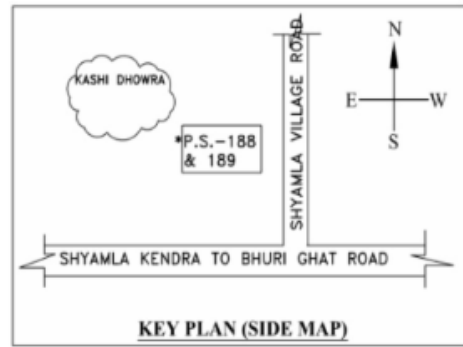 KASHI DHOWRA
*P.S.-188
& 189
SHYAMLA VILLAGE ROAD
N
E W
S
SHYAMLA KENDRA TO BHURI GHAT ROAD
KEY PLAN (SIDE MAP)